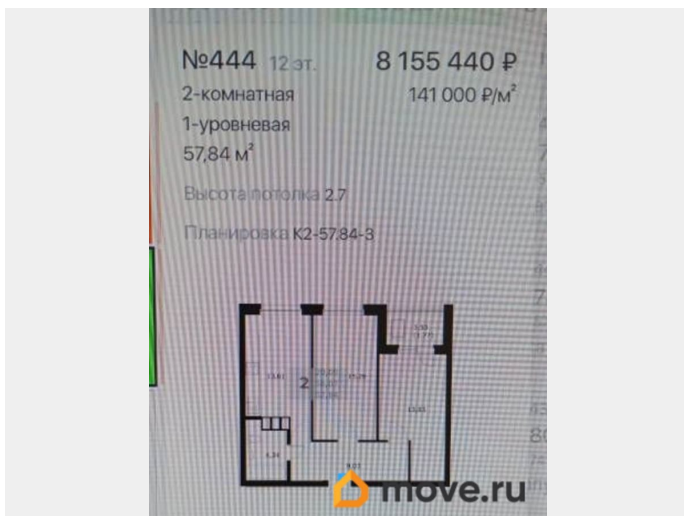 №444 12 эт.
8 155 440 ₽
2-комнатная
141 000 ₽/м²
1-уровневая
57,84 м²
Высота потолка 2.7
Планировка К2-57.84-3
2
move.ru